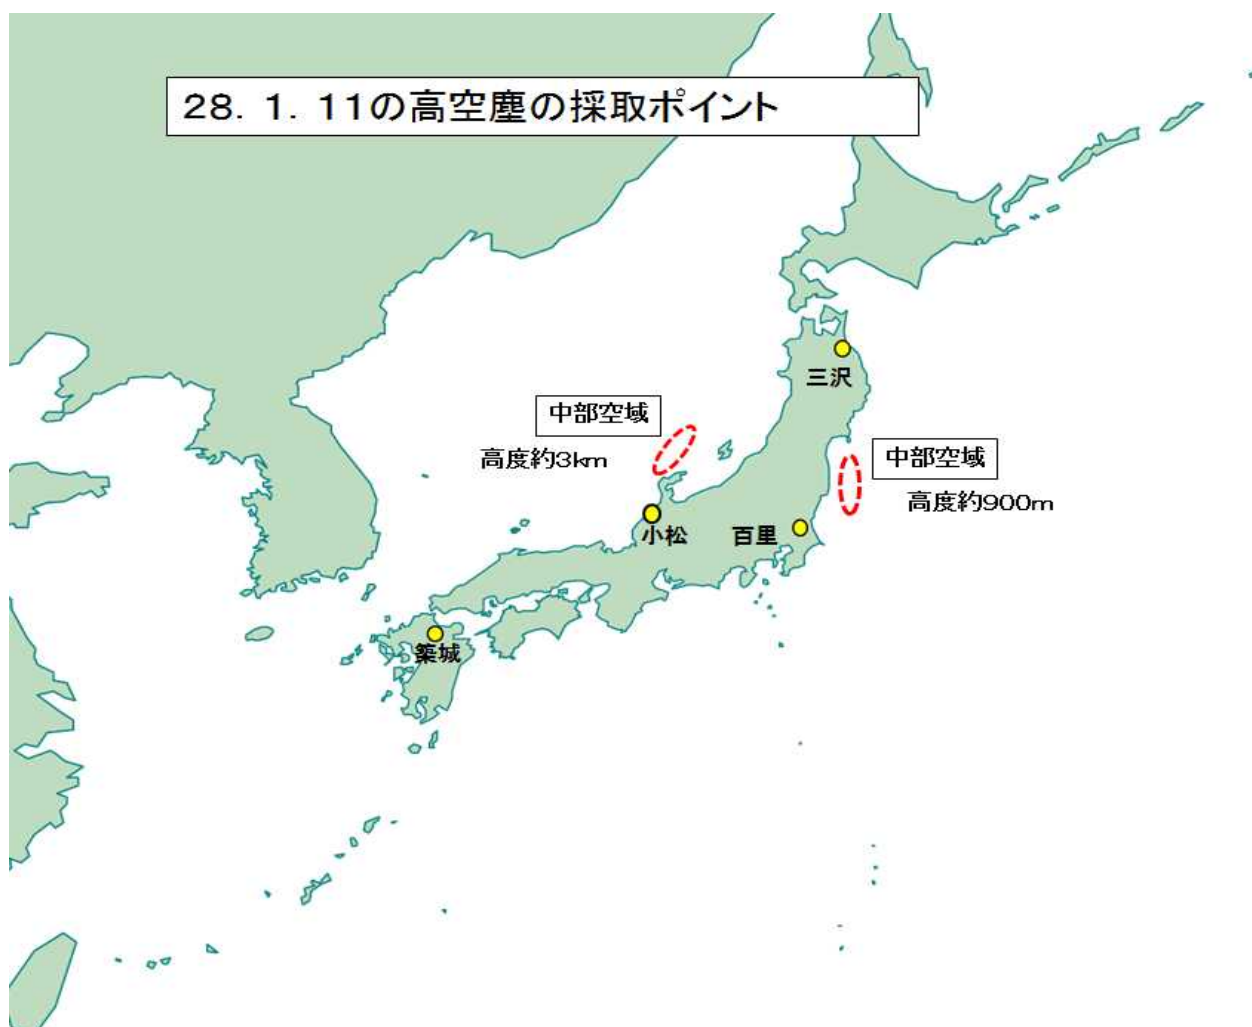 28．1．11の高空塵の採取ポイント
三沢
中部空域
高度約3km
中部空域
高度約900m
小松
百里
築城